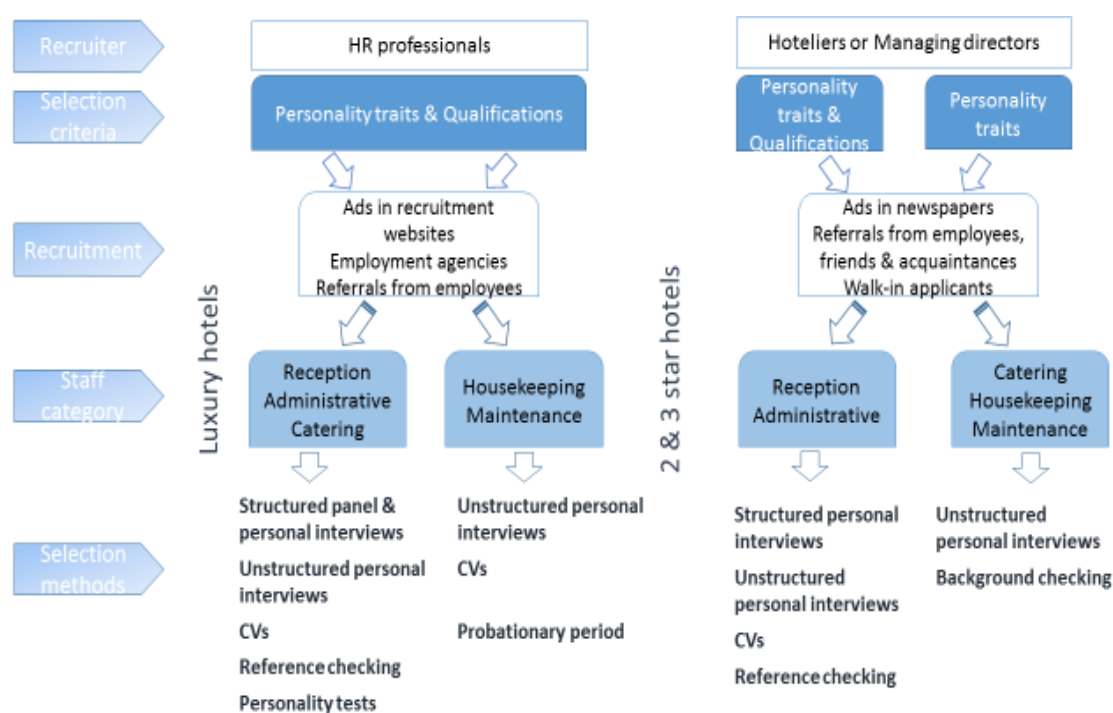 Recruiter
HR professionals
Hoteliers or Managing directors
Selection
criteria
Personality traits & Qualifications
Personality
traits &
Qualifications
Personality
traits
Recruitment
Ads in recruitment
websites
Employment agencies
Referrals from employees
Ads in newspapers
Referrals from employees,
friends & acquaintances
Walk-in applicants
Luxury hotels
2 & 3 star hotels
Staff
category
Reception
Administrative
Catering
Housekeeping
Maintenance
Reception
Administrative
Catering
Housekeeping
Maintenance
Selection
methods
Structured panel &
personal interviews
Unstructured personal
interviews
CVs
Reference checking
Personality tests
Unstructured personal
interviews
CVs
Probationary period
Structured personal
interviews
Unstructured
personal interviews
CVs
Reference checking
Unstructured
personal interviews
Background checking